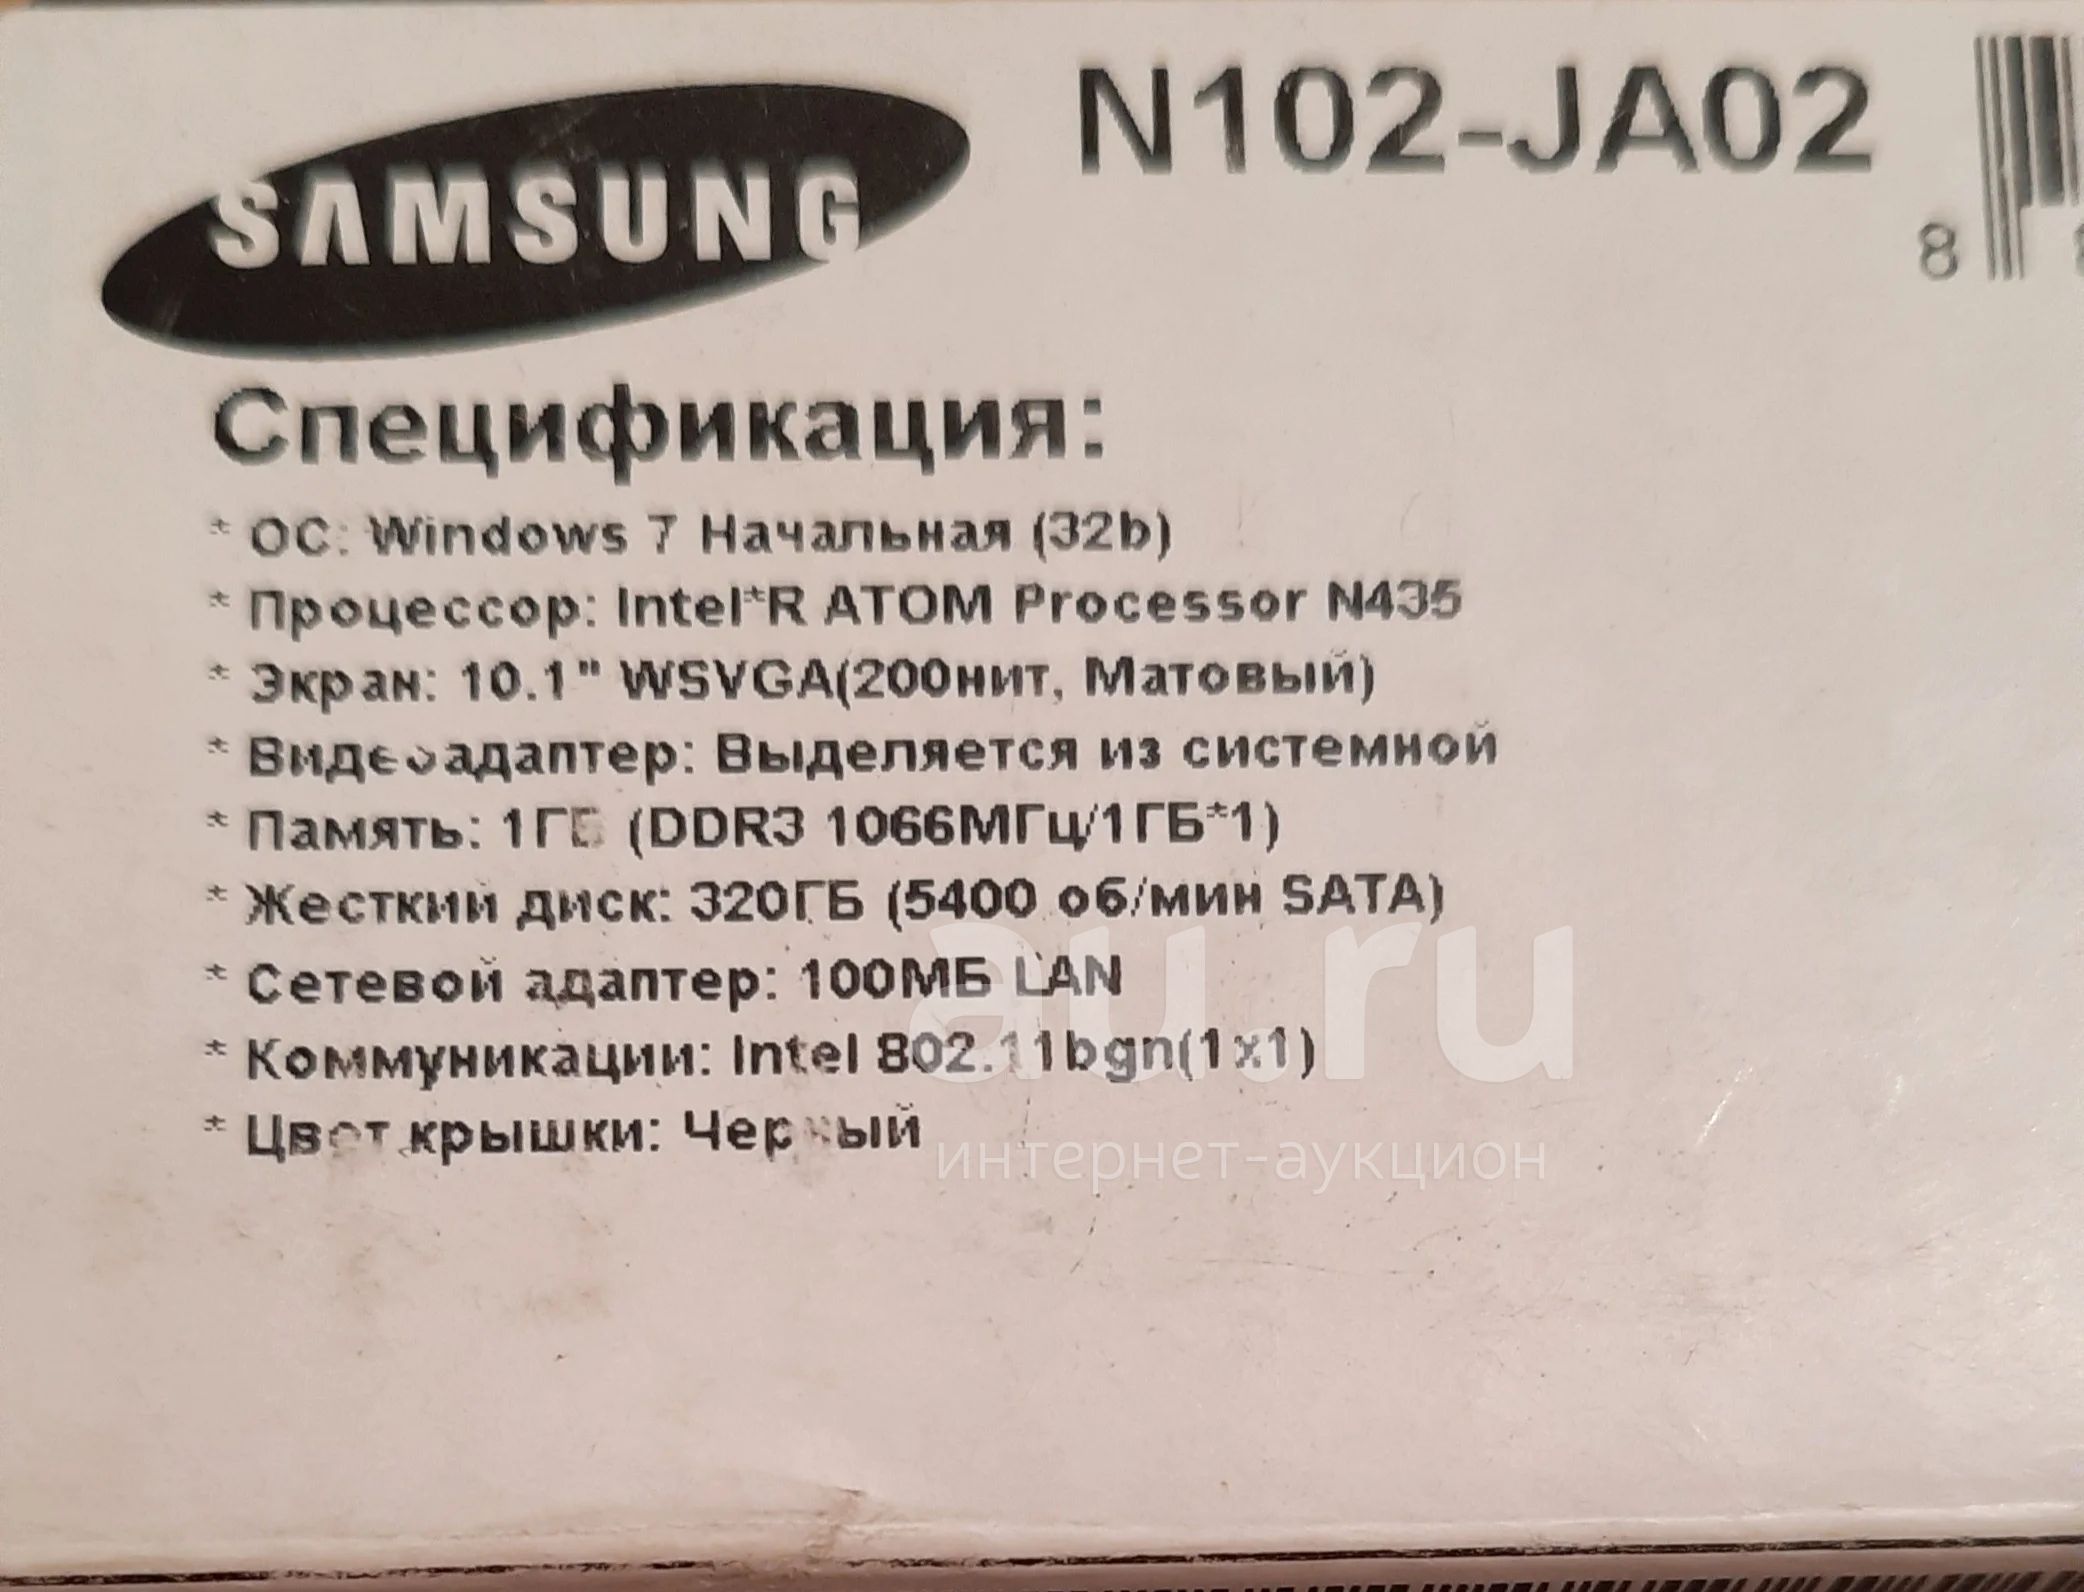 SAMSUNG
N102-JA02
8
Спецификация:
* ОС: Windows 7 Начальная (32b)
* Процессор: Intel*R ATOM Processor N435
* Экран: 10.1" WSVGA(200нит, Матовый)
* Видеоадаптер: Выделяется из системной
* Память: 1ГБ (DDR3 1066МГц/1ГБ*1)
* Жесткий диск: 320ГБ (5400 об/мин SATA)
* Сетевой адаптер: 100МБ LAN
* Коммуникации: Intel 802.11bgn(1x1)
* Цвет крышки: Черный
au.ru
интернет-аукцион